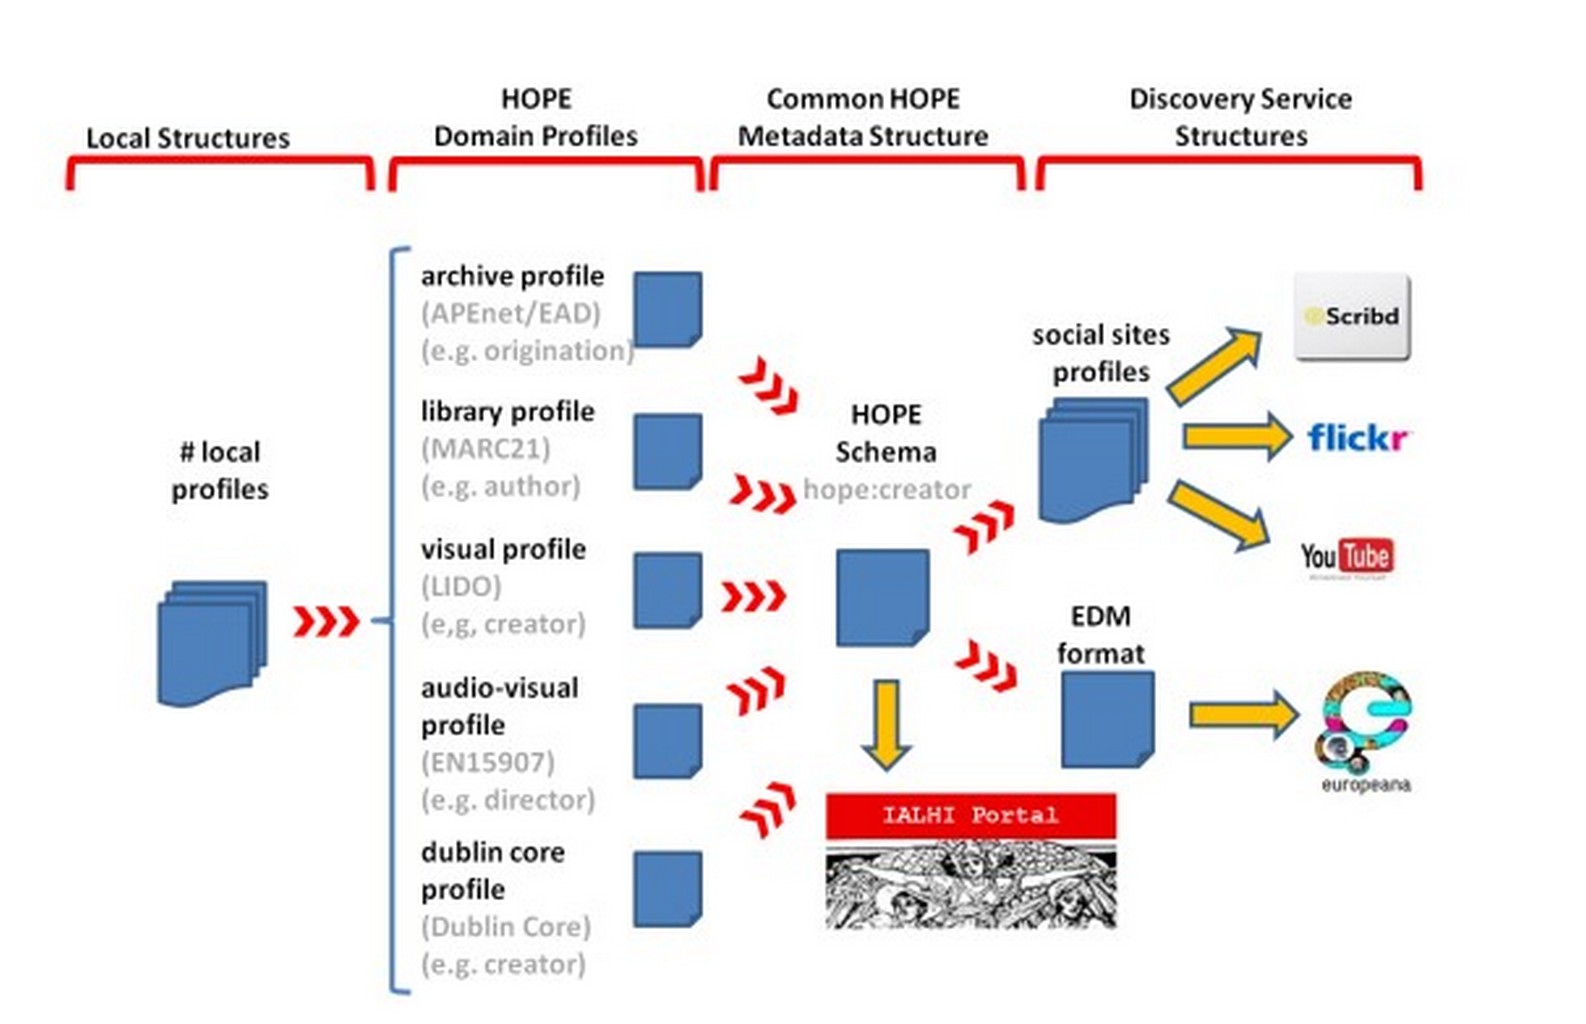 HOPE
Domain Profiles
Common HOPE
Metadata Structure
Discovery Service
Structures
Local Structures
# local
profiles
archive profile
(APEnet/EAD)
(e.g. origination)
library profile
(MARC21)
(e.g. author)
visual profile
(LIDO)
(e,g, creator)
audio-visual
profile
(EN15907)
(e.g. director)
dublin core
profile
(Dublin Core)
(e.g. creator)
HOPE
Schema
hope:creator
IALHI Portal
social sites
profiles
EDM
format
Scribd
flickr
YouTube
europeana